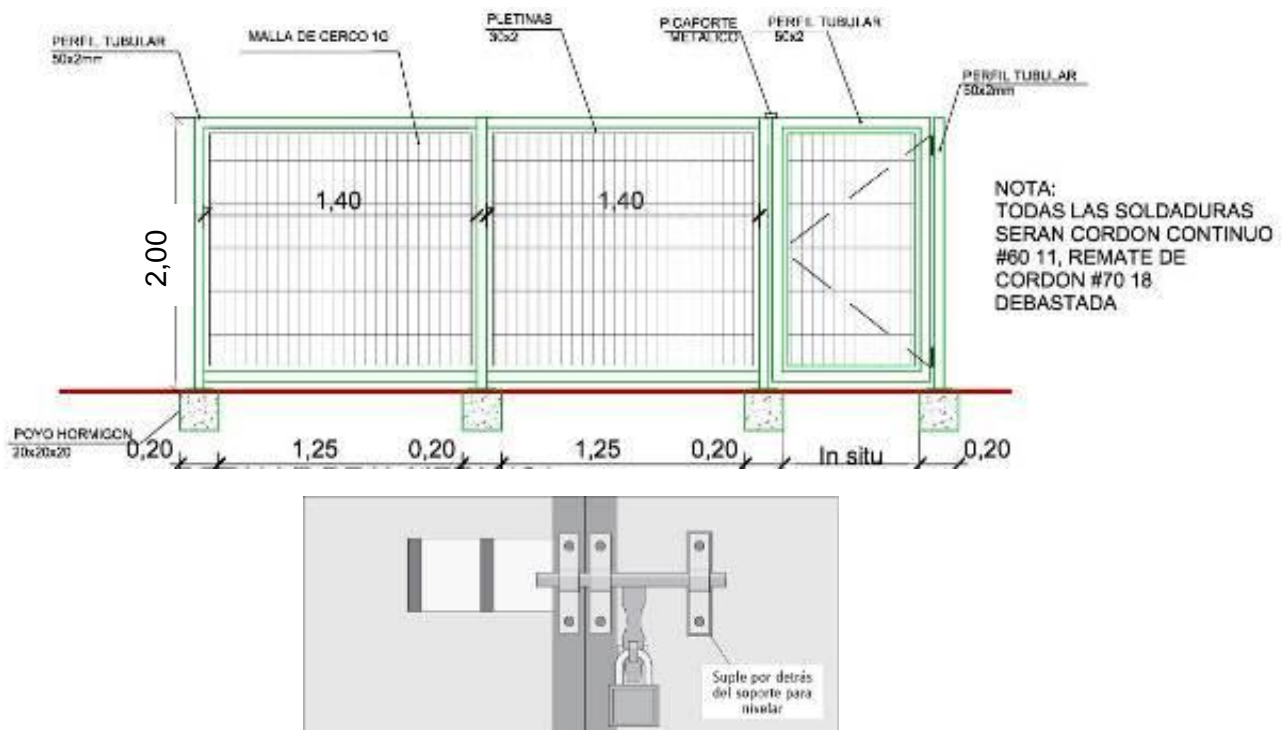 PERFIL TUBULAR
50x2mm
MALLA DE CERCO 1G
PLETINAS
30x2
PICAPORTE
METALICO
PERFIL TUBULAR
50x2
PERFIL TUBULAR
50x2mm
1,40
1,40
2,00
NOTA:
TODAS LAS SOLDADURAS
SERAN CORDON CONTINUO
#60 11, REMATE DE
CORDON #70 18
DEBASTADA
POYO HORMIGON
20x20x20
0,20 1,25 0,20 1,25 0,20 In situ 0,20
Suple por detrás
del soporte para
nivelar